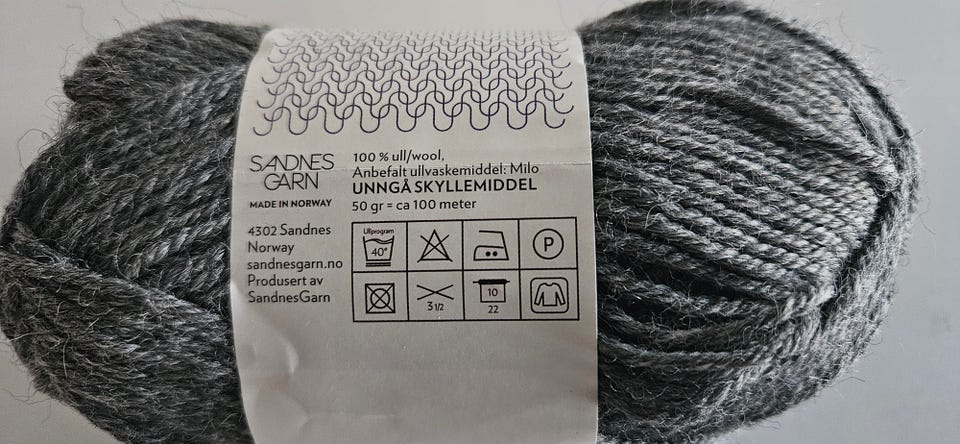 SANDNES
GARN
MADE IN NORWAY
4302 Sandnes
Norway
sandnesgarn.no
Produsert av
SandnesGarn
100 % ull/wool,
Anbefalt ullvaskemiddel: Milo
UNNGÅ SKYLLEMIDDEL
50 gr = ca 100 meter
Ullprogram
40°
P
3 1/2
10
22